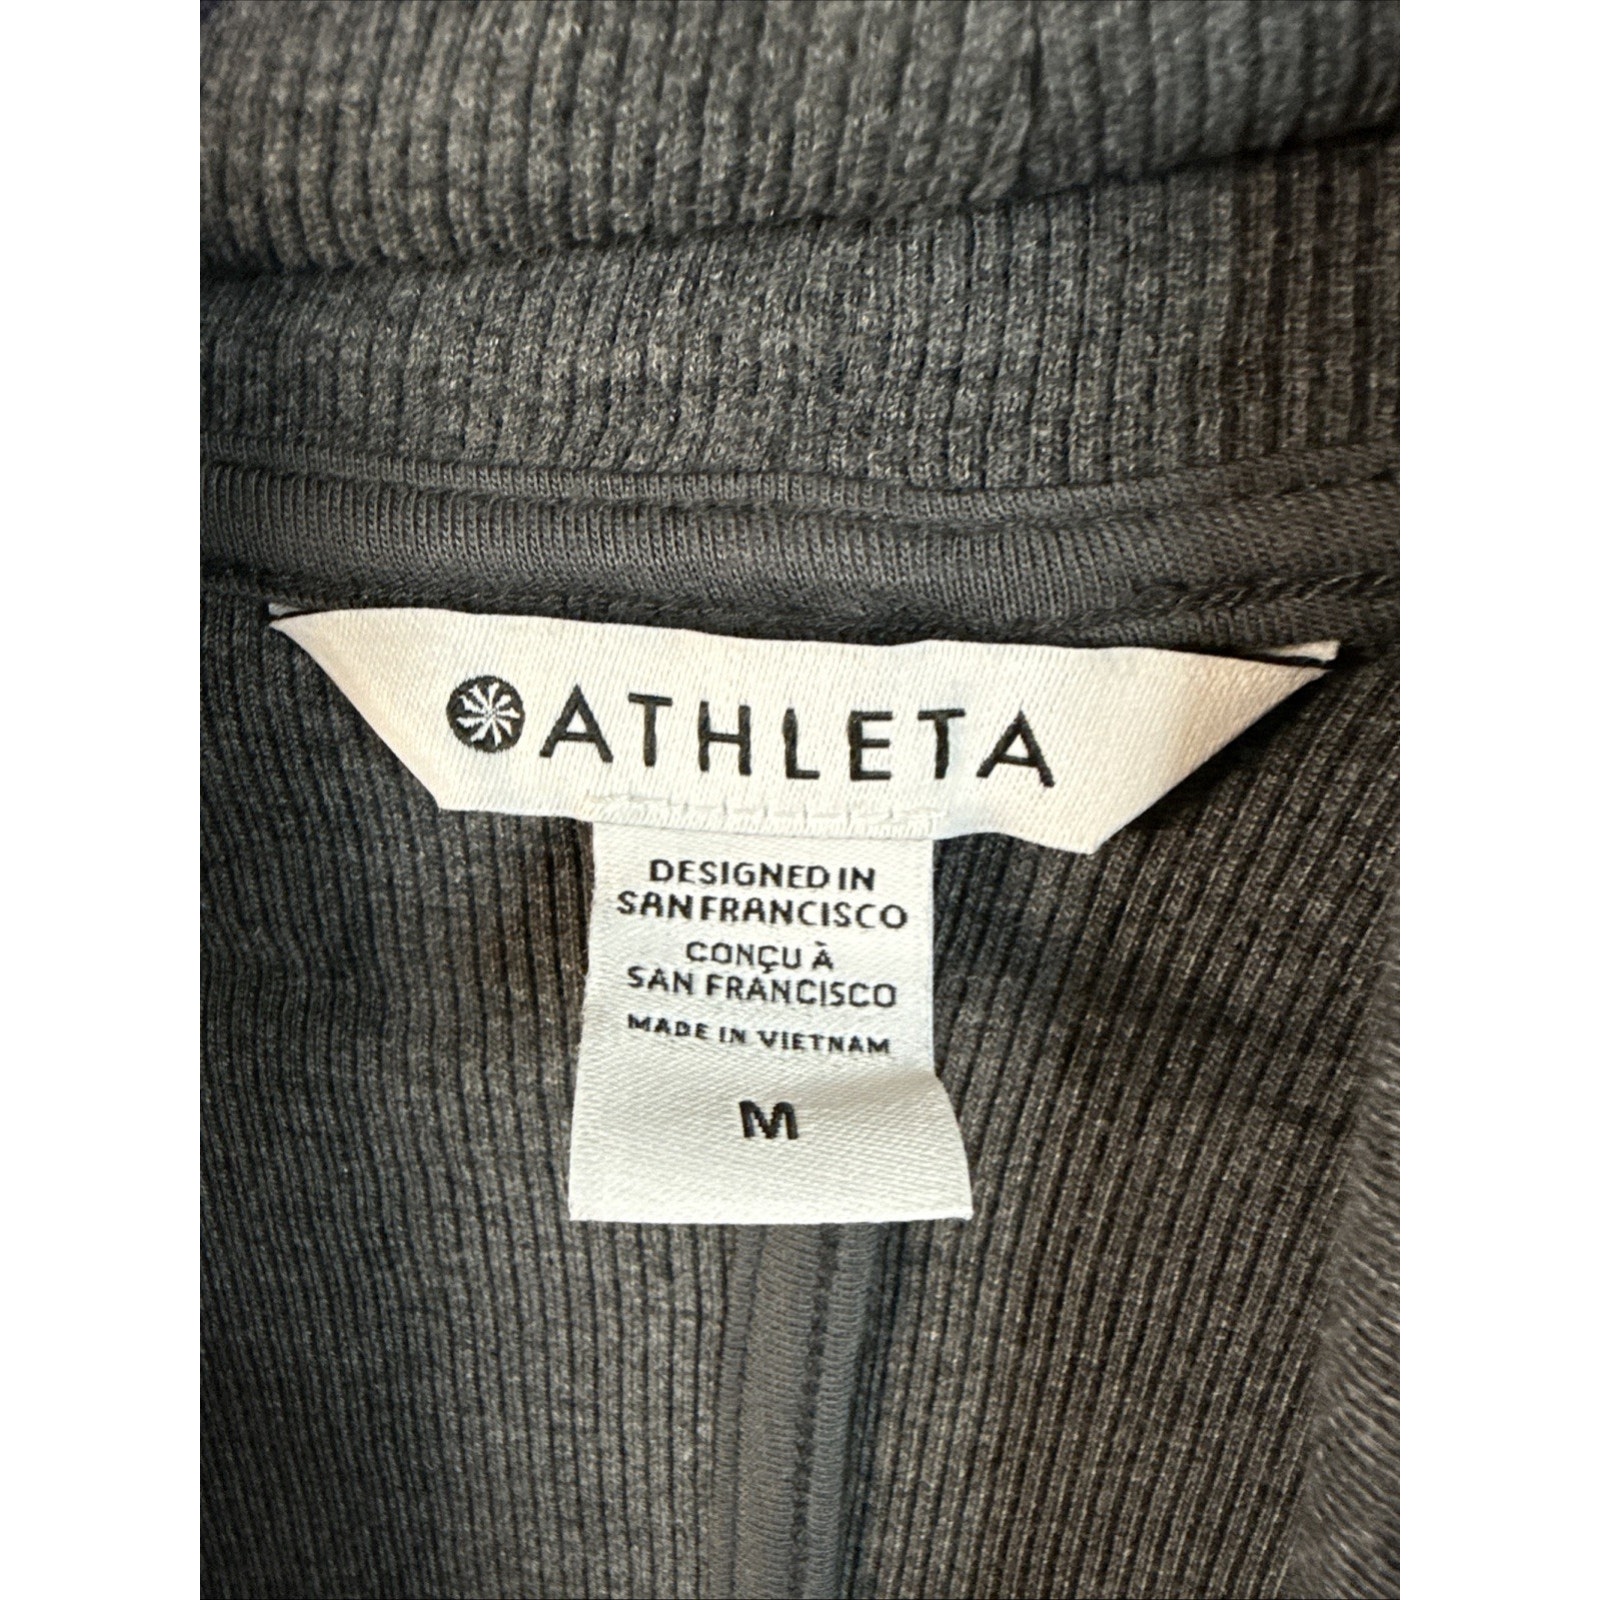 ATHLETA
DESIGNED IN
SAN FRANCISCO
CONÇU À
SAN FRANCISCO
MADE IN VIETNAM
M